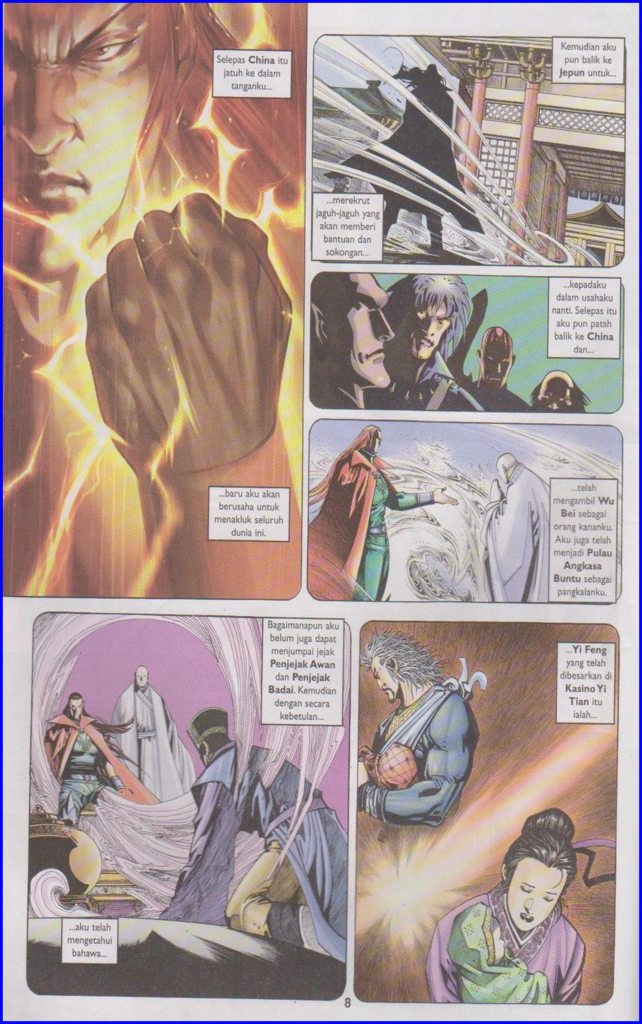 Selepas China itu
jatuh ke dalam
tanganku...
...baru aku akan
berusaha untuk
menakluk seluruh
dunia ini.
Kemudian aku
pun balik ke
Jepun untuk...
...merekrut
jaguh-jaguh yang
akan memberi
bantuan dan
sokongan...
...kepadaku
dalam usahaku
nanti. Selepas itu
aku pun patah
balik ke China
dan...
...telah
mengambil Wu
Bei sebagai
orang kananku.
Aku juga telah
menjadi Pulau
Angkasa
Buntu sebagai
pangkalanku.
Bagaimanapun aku
belum juga dapat
menjumpai jejak
Penjejak Awan
dan Penjejak
Badai. Kemudian
dengan secara
kebetulan...
...aku telah
mengetahui
bahawa...
...Yi Feng
yang telah
dibesarkan di
Kasino Yi
Tian itu
ialah...
8